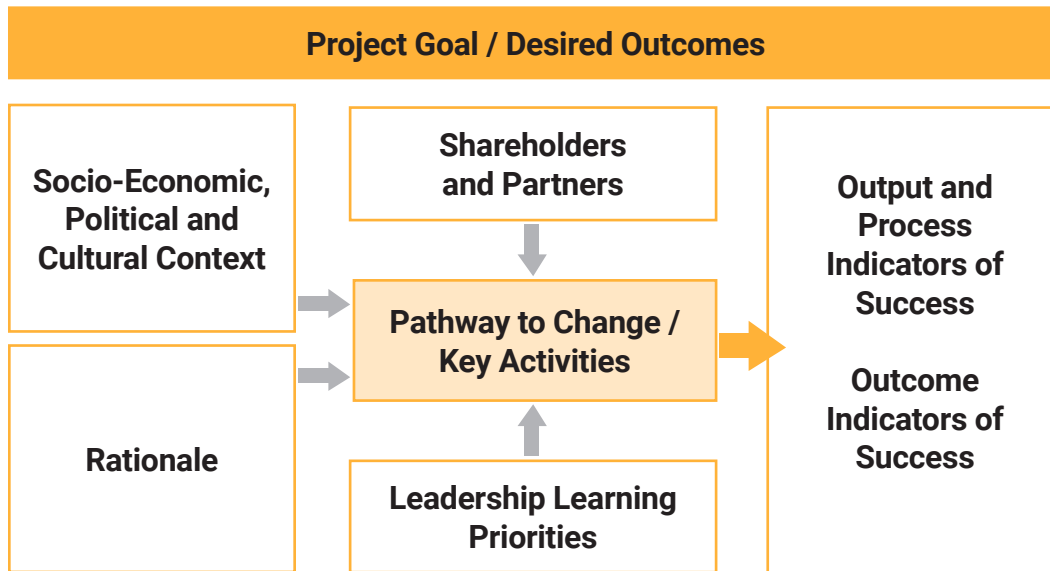 Project Goal / Desired Outcomes
Socio-Economic,
Political and
Cultural Context
Rationale
Shareholders
and Partners
Pathway to Change /
Key Activities
Leadership Learning
Priorities
Output and
Process
Indicators of
Success
Outcome
Indicators of
Success